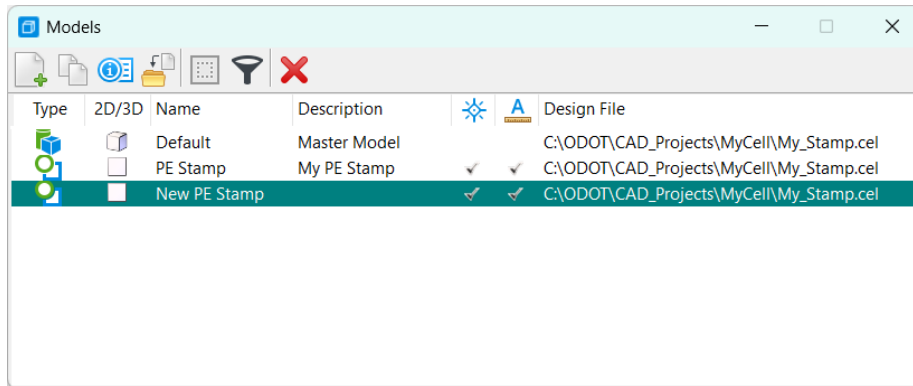 Models
Type 2D/3D Name Description A Design File
Default Master Model C:\ODOT\CAD_Projects\MyCell\My_Stamp.cel
PE Stamp My PE Stamp C:\ODOT\CAD_Projects\MyCell\My_Stamp.cel
New PE Stamp C:\ODOT\CAD_Projects\MyCell\My_Stamp.cel